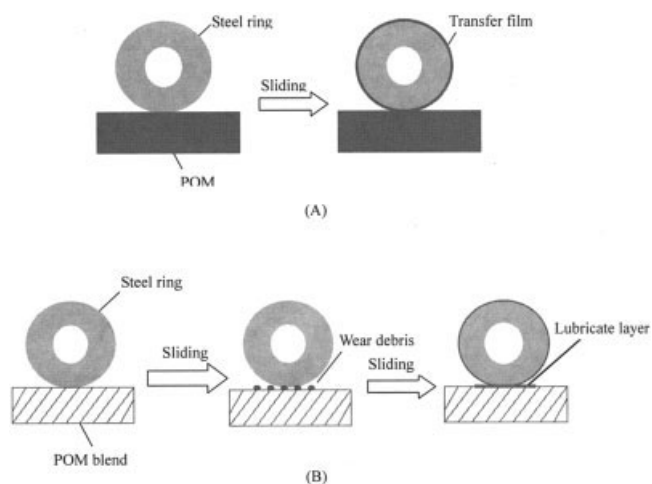 Steel ring
Transfer film
Sliding
POM
(A)
Steel ring
Wear debris
Lubricate layer
Sliding
Sliding
POM blend
(B)